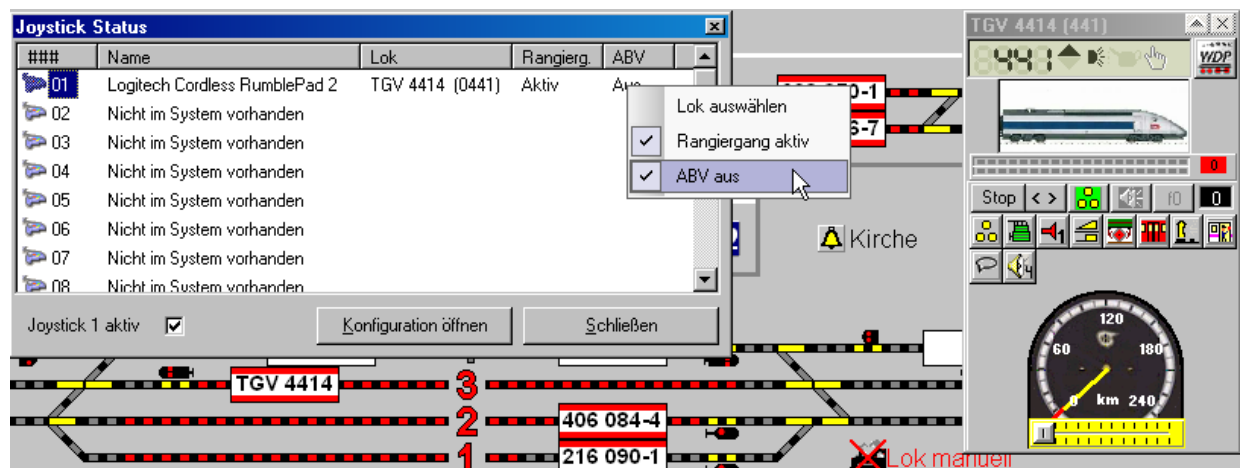 Joystick Status
### Name Lok Rangierg. ABV
01 Logitech Cordless RumblePad 2 TGV 4414 (0441) Aktiv
02 Nicht im System vorhanden
03 Nicht im System vorhanden
04 Nicht im System vorhanden
05 Nicht im System vorhanden
06 Nicht im System vorhanden
07 Nicht im System vorhanden
08 Nicht im System vorhanden
Joystick 1 aktiv
Konfiguration öffnen
Schließen
Lok auswählen
Rangiergang aktiv
ABV aus
Kirche
TGV 4414
3
2
406 084-4
1
216 090-1
Lok manuell
TGV 4414 (441)
441
WDP
0
Stop < > f0 0
1
4
120
60 180
0 km 240